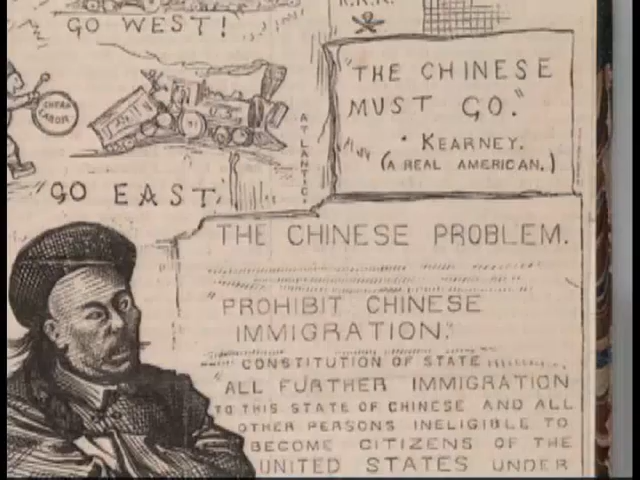 GO WEST!
R.R.R.
CHEAP
LABOR
ATLANTIC.
"THE CHINESE
MUST GO."
KEARNEY.
(A REAL AMERICAN.)
"GO EAST.
THE CHINESE PROBLEM.
"PROHIBIT CHINESE
IMMIGRATION."
CONSTITUTION OF STATE
"ALL FURTHER IMMIGRATION
TO THIS STATE OF CHINESE AND ALL
OTHER PERSONS INELIGIBLE TO
BECOME CITIZENS OF THE
UNITED STATES UNDER